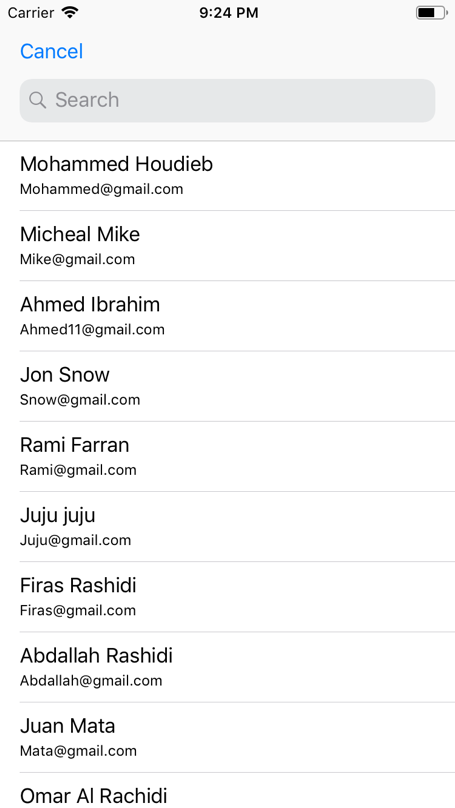 Carrier 9:24 PM
Cancel
Search
Mohammed Houdieb
Mohammed@gmail.com
Micheal Mike
Mike@gmail.com
Ahmed Ibrahim
Ahmed11@gmail.com
Jon Snow
Snow@gmail.com
Rami Farran
Rami@gmail.com
Juju juju
Juju@gmail.com
Firas Rashidi
Firas@gmail.com
Abdallah Rashidi
Abdallah@gmail.com
Juan Mata
Mata@gmail.com
Omar Al Rachidi